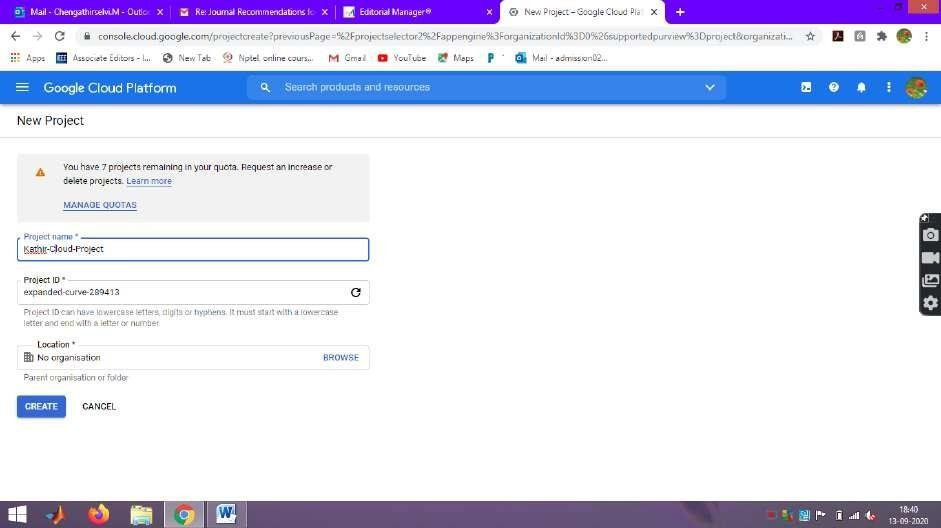 Mail - Chengathirselvi.M - Outloo
Re: Journal Recommendations fo
Editorial Manager®
New Project – Google Cloud Plat
console.cloud.google.com/projectcreate?previousPage=%2Fprojectselector2%2Fappengine%3ForganizationId%3D0%26supportedpurview%3Dproject&organizati...
Apps
Associate Editors - I...
New Tab
Nptel, online cours...
Gmail
YouTube
Maps
Mail - admission02...
Google Cloud Platform
Search products and resources
New Project
You have 7 projects remaining in your quota. Request an increase or
delete projects. Learn more
MANAGE QUOTAS
Project name *
Kathir-Cloud-Project
Project ID *
expanded-curve-289413
Project ID can have lowercase letters, digits or hyphens. It must start with a lowercase
letter and end with a letter or number.
Location *
No organisation
BROWSE
Parent organisation or folder
CREATE
CANCEL
18:40
13-09-2020